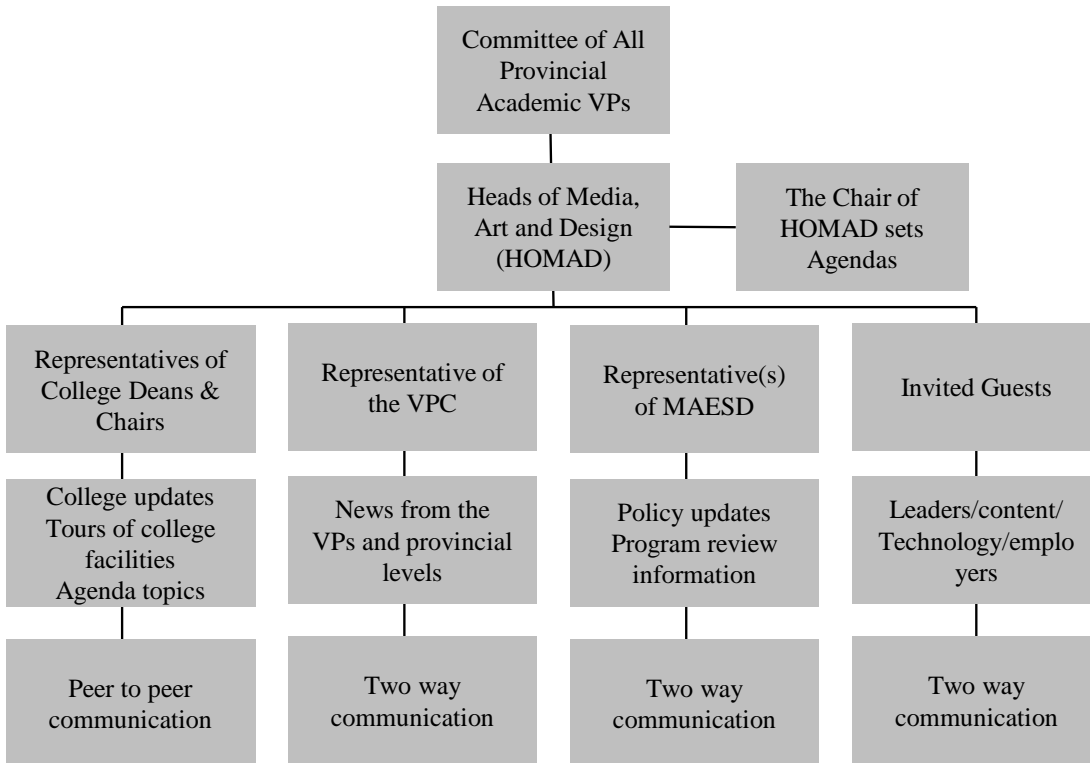 Committee of All
Provincial
Academic VPs
Heads of Media,
Art and Design
(HOMAD)
The Chair of
HOMAD sets
Agendas
Representatives of
College Deans &
Chairs
Representative of
the VPC
Representative(s)
of MAESD
Invited Guests
College updates
Tours of college
facilities
Agenda topics
News from the
VPs and provincial
levels
Policy updates
Program review
information
Leaders/content/
Technology/emplo
yers
Peer to peer
communication
Two way
communication
Two way
communication
Two way
communication